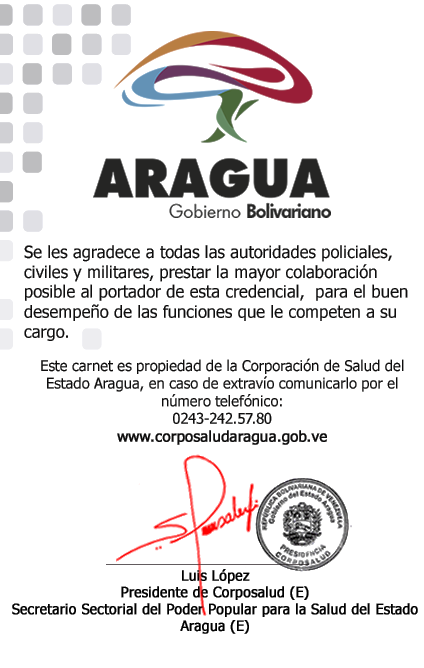 ARAGUA
Gobierno Bolivariano
Se les agradece a todas las autoridades policiales,
civiles y militares, prestar la mayor colaboración
posible al portador de esta credencial, para el buen
desempeño de las funciones que le competen a su
cargo.
Este carnet es propiedad de la Corporación de Salud del
Estado Aragua, en caso de extravío comunicarlo por el
número telefónico:
0243-242.57.80
www.corposaludaragua.gob.ve
REPÚBLICA BOLIVARIANA DE VENEZUELA
Gobierno del Estado Aragua
PRESIDENCIA
CORPOSALUD
Luis López
Presidente de Corposalud (E)
Secretario Sectorial del Poder Popular para la Salud del Estado
Aragua (E)